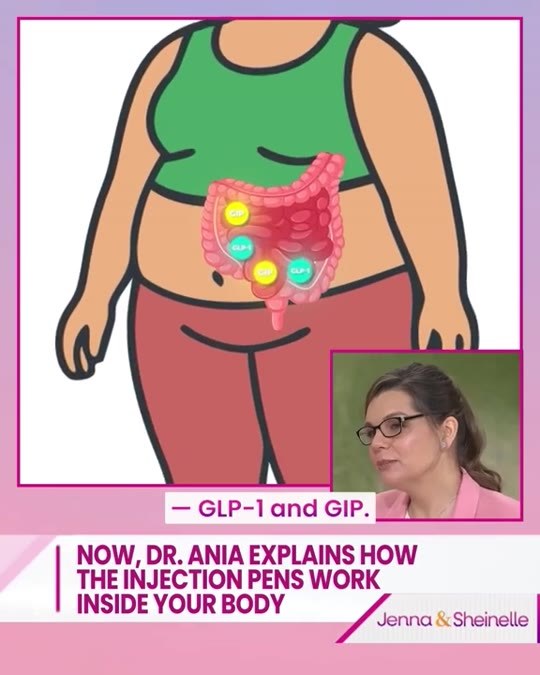 GIP
GLP-1
GIP
GLP-1
— GLP-1 and GIP.
NOW, DR. ANIA EXPLAINS HOW
THE INJECTION PENS WORK
INSIDE YOUR BODY
Jenna & Sheinelle